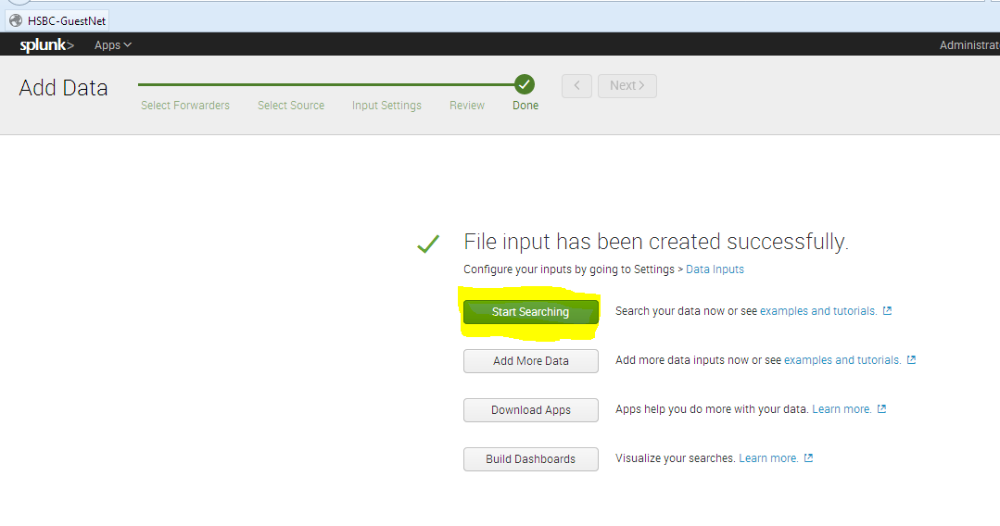 HSBC-GuestNet
splunk> Apps Administrat
Add Data
Next >
Select Forwarders Select Source Input Settings Review Done
File input has been created successfully.
Configure your inputs by going to Settings > Data Inputs
Start Searching Search your data now or see examples and tutorials.
Add More Data Add more data inputs now or see examples and tutorials.
Download Apps Apps help you do more with your data. Learn more.
Build Dashboards Visualize your searches. Learn more.